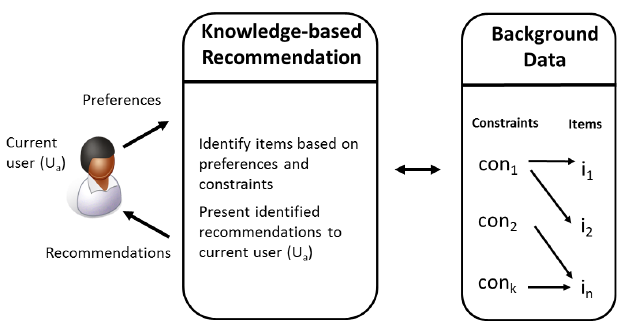 Knowledge-based
Recommendation
Background
Data
Preferences
Current
user (Ua)
Recommendations
Identify items based on
preferences and
constraints
Present identified
recommendations to
current user (Ua)
Constraints Items
con1 i1
con2 i2
conk in